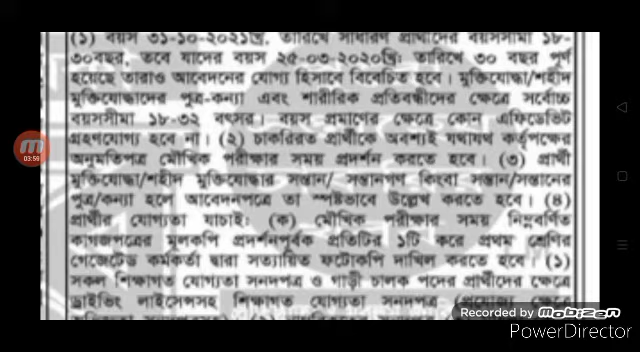 (১) বয়স ৩১-১০-২০২১খ্রি, তারিখে সাধারণ প্রার্থীদের বয়সসীমা ১৮-
৩০বছর, তবে যাদের বয়স ২৫-০৩-২০২০খ্রি: তারিখে ৩০ বছর পূর্ণ
হয়েছে তারাও আবেদনের যোগ্য হিসাবে বিবেচিত হবে। মুক্তিযোদ্ধা/শহীদ
মুক্তিযোদ্ধাদের পুত্র-কন্যা এবং শারীরিক প্রতিবন্ধীদের ক্ষেত্রে সর্বোচ্চ
বয়সসীমা ১৮-৩২ বৎসর। বয়স প্রমাণের ক্ষেত্রে কোন এফিডেভিট
গ্রহণযোগ্য হবে না। (২) চাকরিরত প্রার্থীকে অবশ্যই যথাযথ কর্তৃপক্ষের
অনুমতিপত্র মৌখিক পরীক্ষার সময় প্রদর্শন করতে হবে। (৩) প্রার্থী
মুক্তিযোদ্ধা/শহীদ মুক্তিযোদ্ধার সন্তান/ সন্তানগণ কিংবা সন্তান/সন্তানের
পুত্র/কন্যা হলে আবেদনপত্রে তা স্পষ্টভাবে উল্লেখ করতে হবে। (৪)
প্রার্থীর যোগ্যতা যাচাই: (ক) মৌখিক পরীক্ষার সময় নিম্নবর্ণিত
কাগজপত্রের মূলকপি প্রদর্শনপূর্বক প্রতিটির ১টি করে প্রথম শ্রেণির
গেজেটেড কর্মকর্তা দ্বারা সত্যায়িত ফটোকপি দাখিল করতে হবে। (১)
সকল শিক্ষাগত যোগ্যতা সনদপত্র ও গাড়ী চালক পদের প্রার্থীদের ক্ষেত্রে
ড্রাইভিং লাইসেন্সসহ শিক্ষাগত যোগ্যতা সনদপত্র (প্রযোজ্য ক্ষেত্রে
03:56
Recorded by Mobizen
PowerDirector